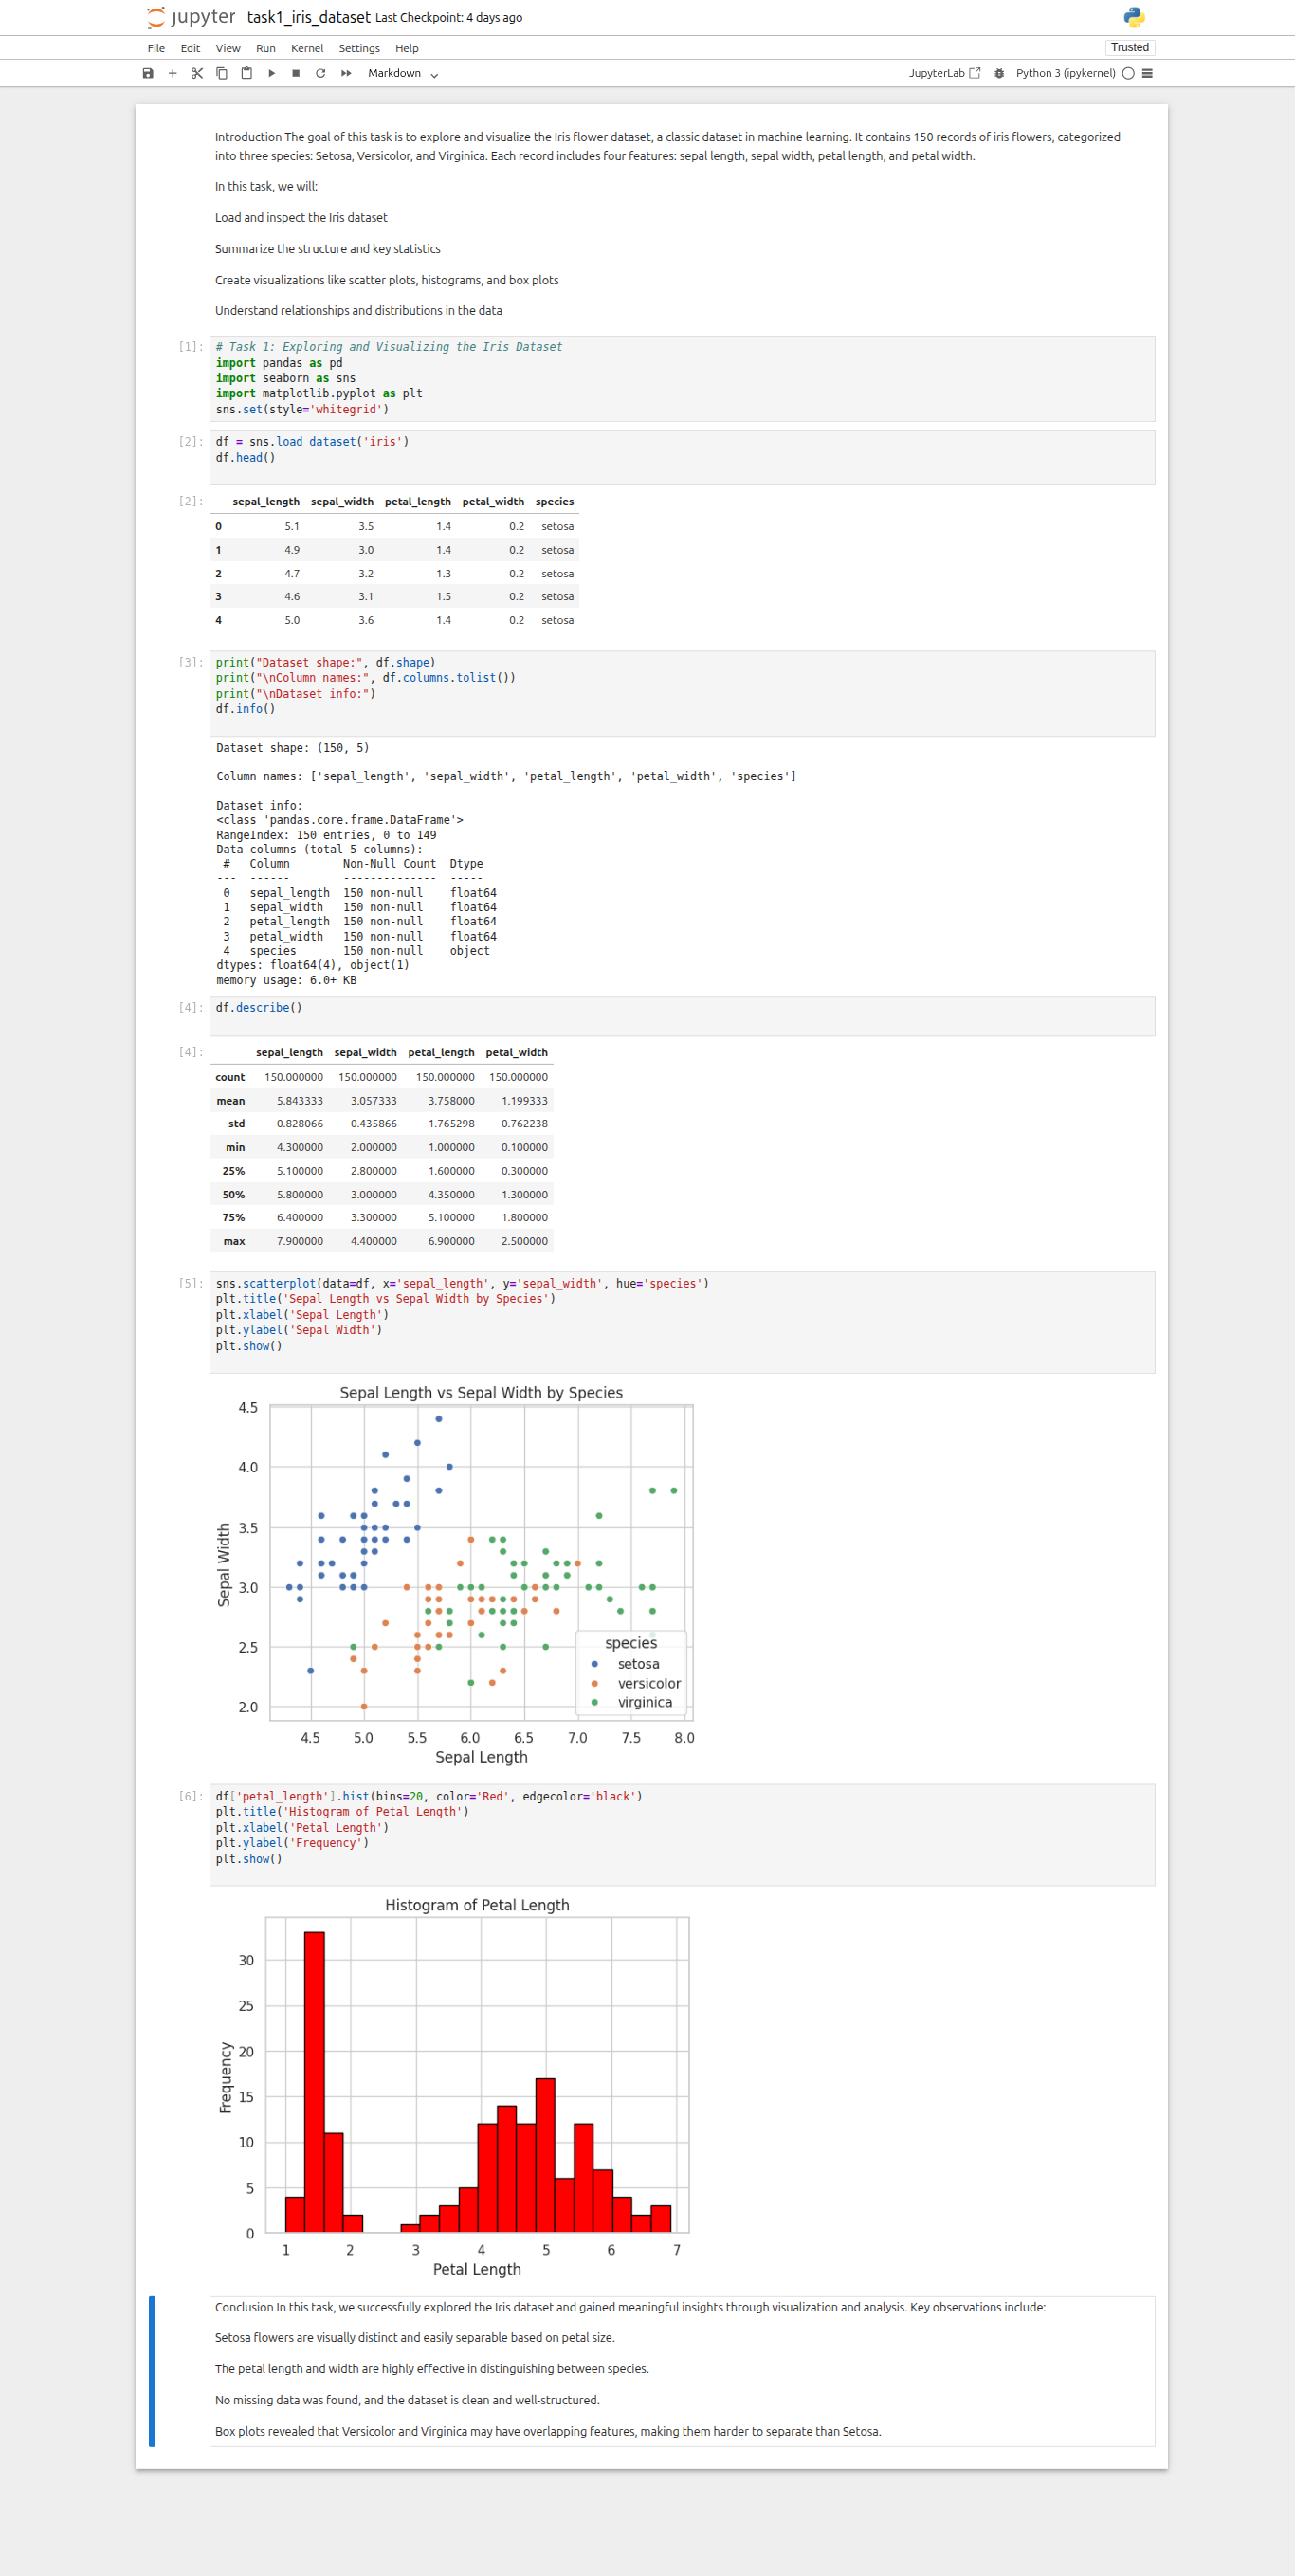 jupyter task1_iris_dataset Last Checkpoint: 4 days ago
File Edit View Run Kernel Settings Help
Trusted
Markdown
JupyterLab
Python 3 (ipykernel)
Introduction The goal of this task is to explore and visualize the Iris flower dataset, a classic dataset in machine learning. It contains 150 records of iris flowers, categorized
into three species: Setosa, Versicolor, and Virginica. Each record includes four features: sepal length, sepal width, petal length, and petal width.
In this task, we will:
Load and inspect the Iris dataset
Summarize the structure and key statistics
Create visualizations like scatter plots, histograms, and box plots
Understand relationships and distributions in the data
[1]: # Task 1: Exploring and Visualizing the Iris Dataset
import pandas as pd
import seaborn as sns
import matplotlib.pyplot as plt
sns.set(style='whitegrid')
[2]: df = sns.load_dataset('iris')
df.head()
[2]: sepal_length sepal_width petal_length petal_width species
0 5.1 3.5 1.4 0.2 setosa
1 4.9 3.0 1.4 0.2 setosa
2 4.7 3.2 1.3 0.2 setosa
3 4.6 3.1 1.5 0.2 setosa
4 5.0 3.6 1.4 0.2 setosa
[3]: print("Dataset shape:", df.shape)
print("\nColumn names:", df.columns.tolist())
print("\nDataset info:")
df.info()
Dataset shape: (150, 5)
Column names: ['sepal_length', 'sepal_width', 'petal_length', 'petal_width', 'species']
Dataset info:
<class 'pandas.core.frame.DataFrame'>
RangeIndex: 150 entries, 0 to 149
Data columns (total 5 columns):
# Column Non-Null Count Dtype
--- ------ -------------- -----
0 sepal_length 150 non-null float64
1 sepal_width 150 non-null float64
2 petal_length 150 non-null float64
3 petal_width 150 non-null float64
4 species 150 non-null object
dtypes: float64(4), object(1)
memory usage: 6.0+ KB
[4]: df.describe()
[4]: sepal_length sepal_width petal_length petal_width
count 150.000000 150.000000 150.000000 150.000000
mean 5.843333 3.057333 3.758000 1.199333
std 0.828066 0.435866 1.765298 0.762238
min 4.300000 2.000000 1.000000 0.100000
25% 5.100000 2.800000 1.600000 0.300000
50% 5.800000 3.000000 4.350000 1.300000
75% 6.400000 3.300000 5.100000 1.800000
max 7.900000 4.400000 6.900000 2.500000
[5]: sns.scatterplot(data=df, x='sepal_length', y='sepal_width', hue='species')
plt.title('Sepal Length vs Sepal Width by Species')
plt.xlabel('Sepal Length')
plt.ylabel('Sepal Width')
plt.show()
Sepal Length vs Sepal Width by Species
4.5
4.0
3.5
3.0
2.5
2.0
Sepal Width
species
setosa
versicolor
virginica
4.5 5.0 5.5 6.0 6.5 7.0 7.5 8.0
Sepal Length
[6]: df['petal_length'].hist(bins=20, color='Red', edgecolor='black')
plt.title('Histogram of Petal Length')
plt.xlabel('Petal Length')
plt.ylabel('Frequency')
plt.show()
Histogram of Petal Length
30
25
20
15
10
5
0
Frequency
1 2 3 4 5 6 7
Petal Length
Conclusion In this task, we successfully explored the Iris dataset and gained meaningful insights through visualization and analysis. Key observations include:
Setosa flowers are visually distinct and easily separable based on petal size.
The petal length and width are highly effective in distinguishing between species.
No missing data was found, and the dataset is clean and well-structured.
Box plots revealed that Versicolor and Virginica may have overlapping features, making them harder to separate than Setosa.